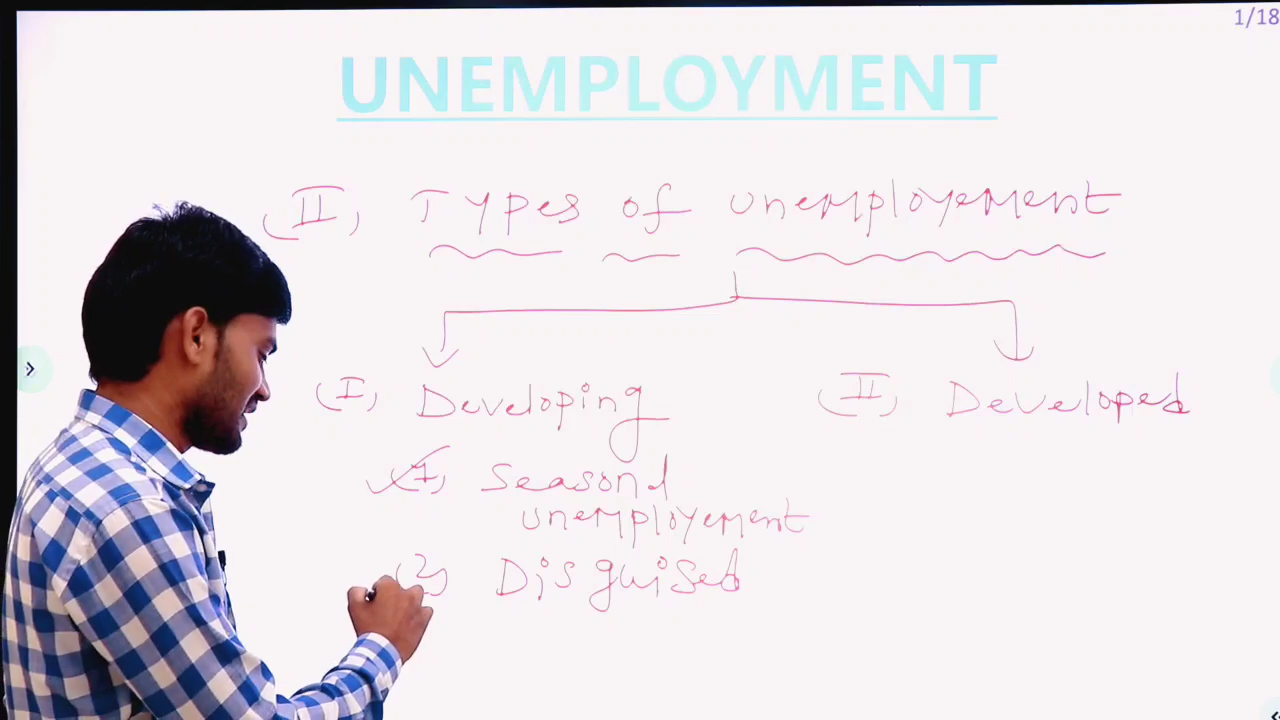 1/18
UNEMPLOYMENT
(II) Types of unemployement
(I) Developing
(II) Developed
(1) Seasonal
unemployement
(2) Disguised